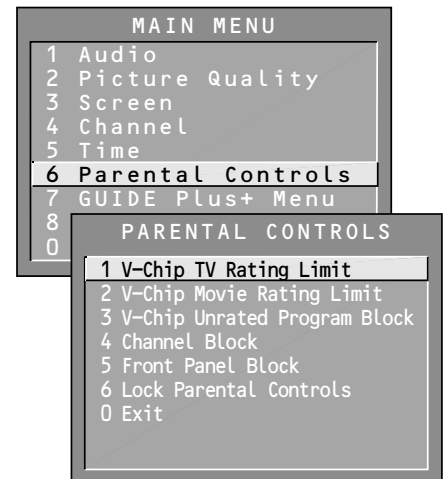 MAIN MENU
1 Audio
2 Picture Quality
3 Screen
4 Channel
5 Time
6 Parental Controls
7 GUIDE Plus+ Menu
8
0
PARENTAL CONTROLS
1 V-Chip TV Rating Limit
2 V-Chip Movie Rating Limit
3 V-Chip Unrated Program Block
4 Channel Block
5 Front Panel Block
6 Lock Parental Controls
0 Exit